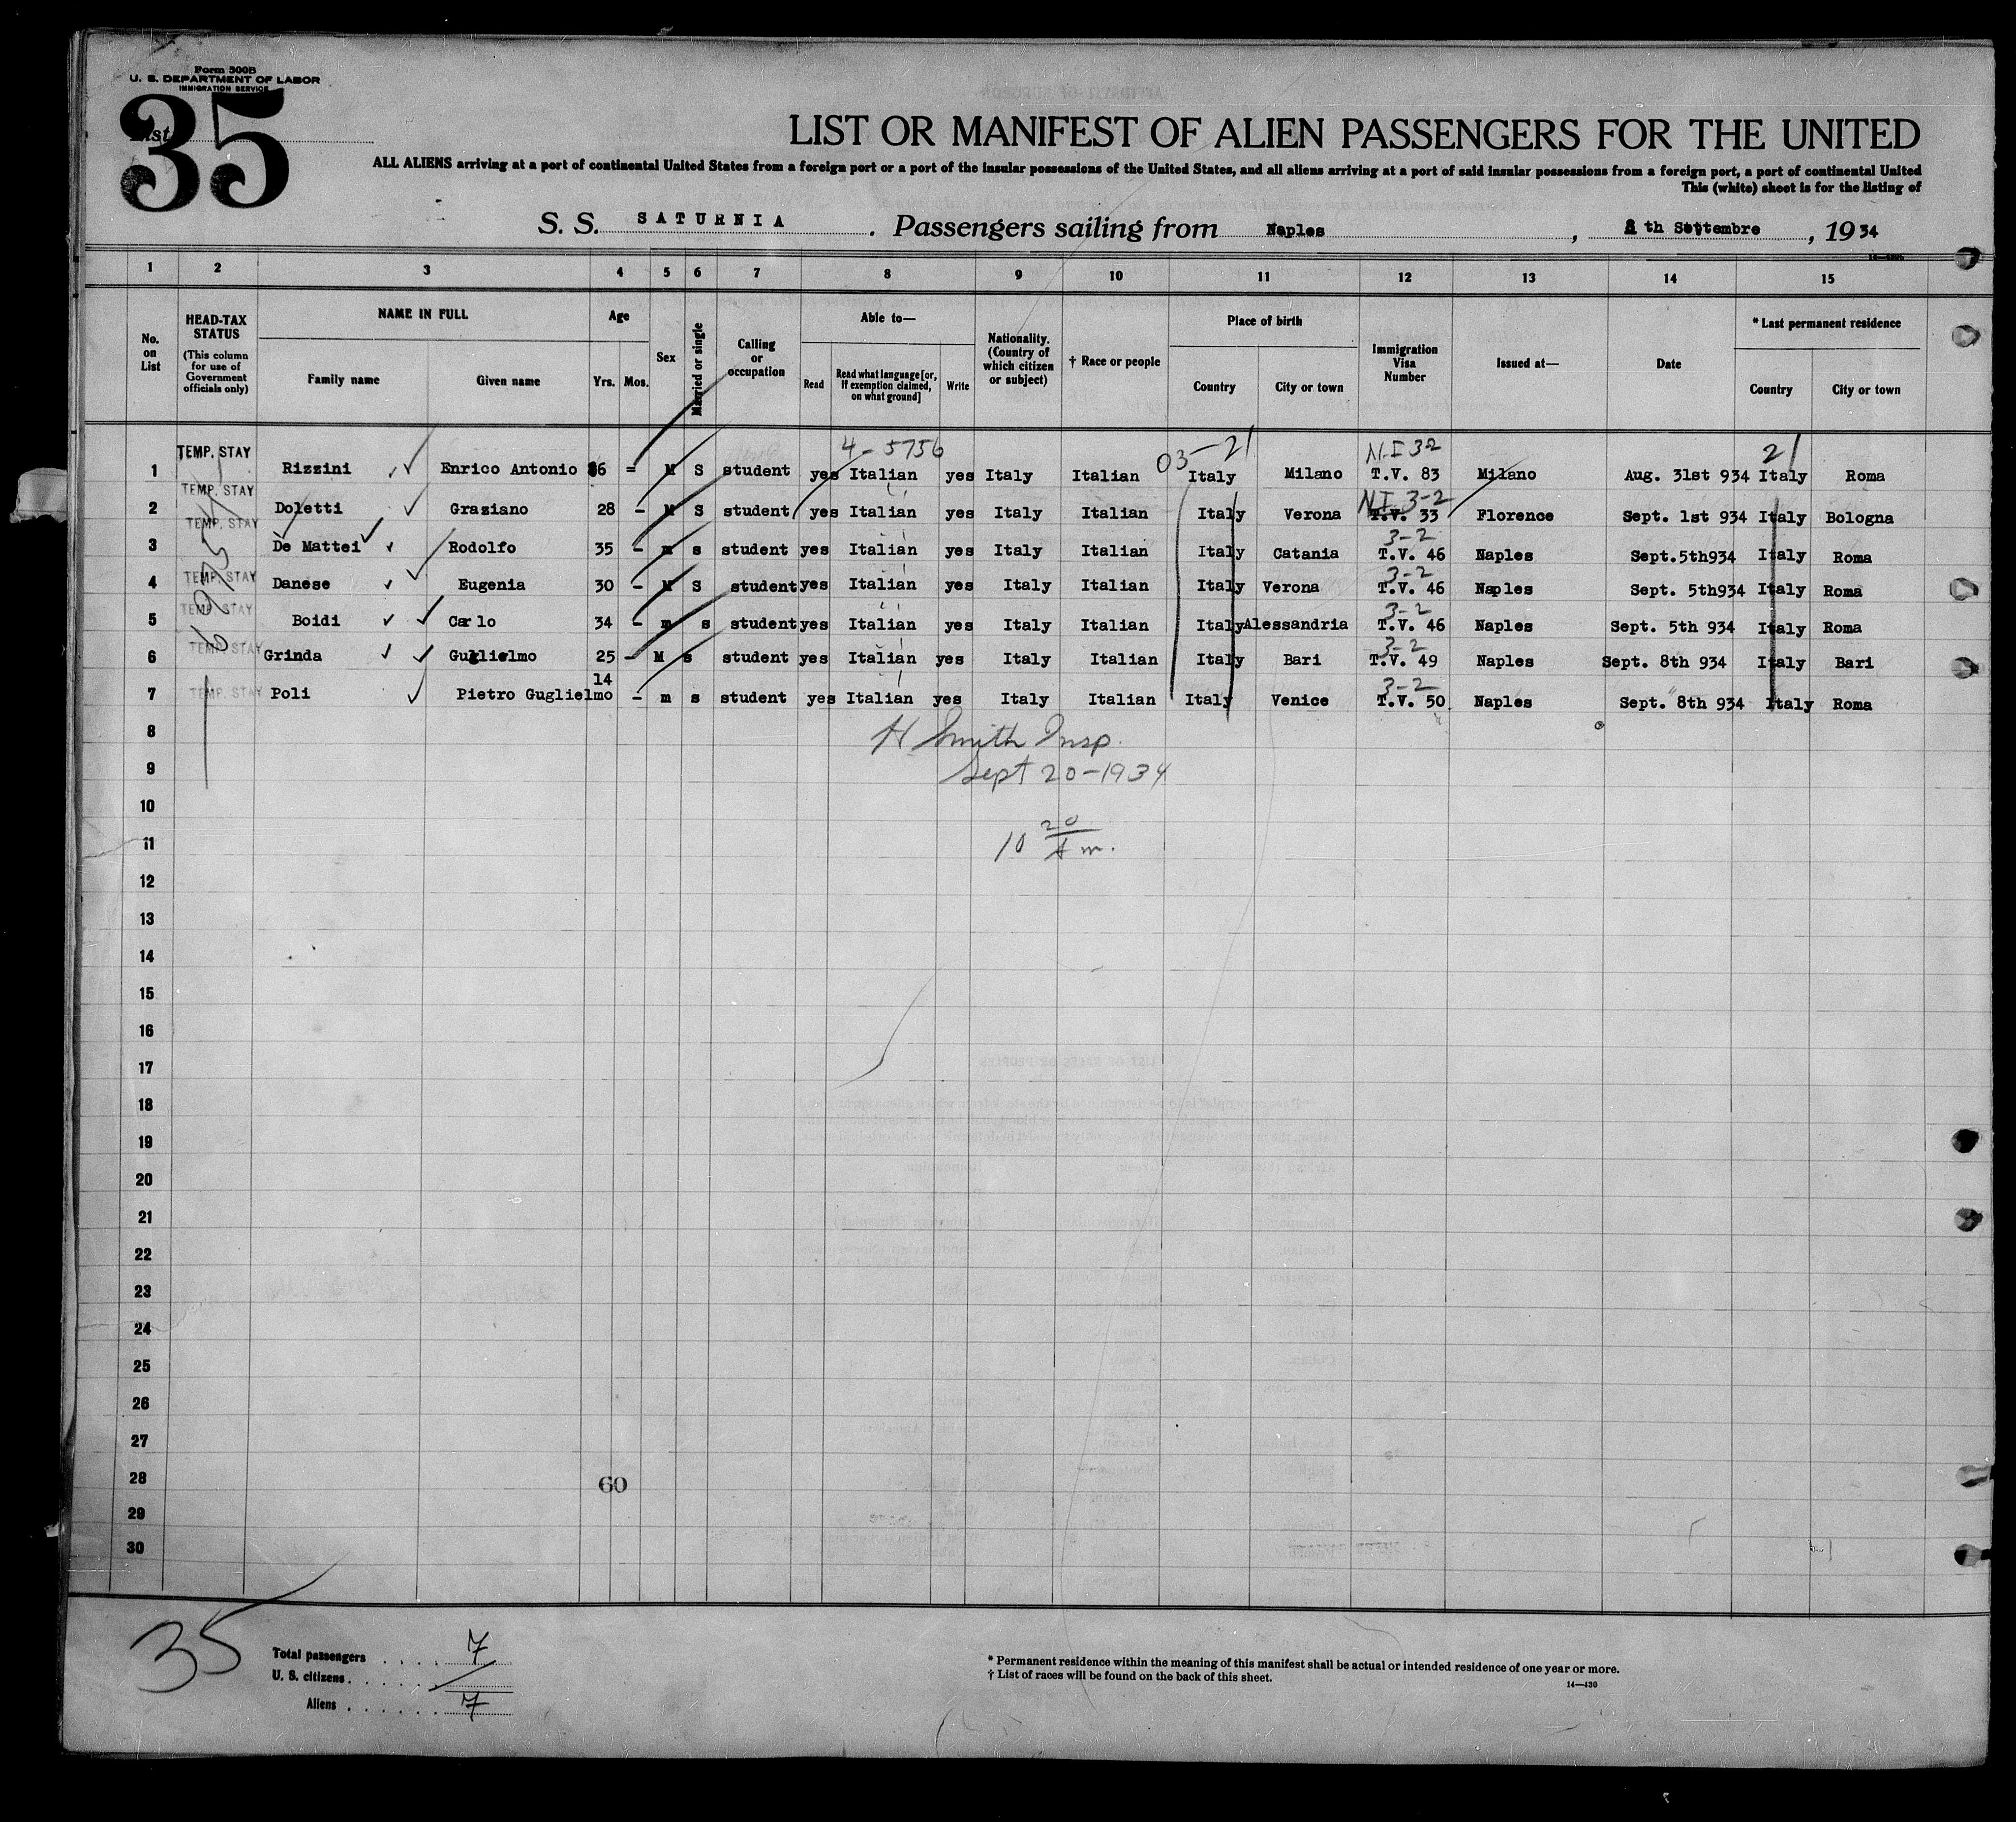 Form 500B
U. S. DEPARTMENT OF LABOR
IMMIGRATION SERVICE
List
35
LIST OR MANIFEST OF ALIEN PASSENGERS FOR THE UNITED
ALL ALIENS arriving at a port of continental United States from a foreign port or a port of the insular possessions of the United States, and all aliens arriving at a port of said insular possessions from a foreign port, a port of continental United
This (white) sheet is for the listing of
S. S. SATURNIA . Passengers sailing from Naples , 8 th Settembre , 1934
1 2 3 4 5 6 7 8 9 10 11 12 13 14 15
No. on List
HEAD-TAX STATUS
(This column for use of Government officials only)
NAME IN FULL
Family name Given name
Age
Yrs. Mos.
Sex
Married or single
Calling or occupation
Able to—
Read
Read what language [or, if exemption claimed, on what ground]
Write
Nationality. (Country of which citizen or subject)
† Race or people
Place of birth
Country City or town
Immigration Visa Number
Issued at—
Date
* Last permanent residence
Country City or town
TEMP. STAY 4-5756 03-21 N.I 32 21
1 Rizzini Enrico Antonio 36 = M S student yes Italian yes Italy Italian Italy Milano T.V. 83 Milano Aug. 31st 934 Italy Roma
TEMP. STAY N.I 3-2
2 Doletti Graziano 28 - M S student yes Italian yes Italy Italian Italy Verona T.V. 33 Florence Sept. 1st 934 Italy Bologna
TEMP. STAY 3-2
3 De Mattei Rodolfo 35 - m s student yes Italian yes Italy Italian Italy Catania T.V. 46 Naples Sept.5th934 Italy Roma
TEMP. STAY 3-2
4 Danese Eugenia 30 - M S student yes Italian yes Italy Italian Italy Verona T.V. 46 Naples Sept. 5th934 Italy Roma
TEMP. STAY 3-2
5 Boidi Carlo 34 - m s student yes Italian yes Italy Italian Italy Alessandria T.V. 46 Naples Sept. 5th 934 Italy Roma
TEMP. STAY 3-2
6 Grinda Guglielmo 25 - M s student yes Italian yes Italy Italian Italy Bari T.V. 49 Naples Sept. 8th 934 Italy Bari
TEMP. STAY 14 3-2
7 Poli Pietro Guglielmo - m s student yes Italian yes Italy Italian Italy Venice T.V. 50 Naples Sept. 8th 934 Italy Roma
8 H Smith Insp.
9 Sept 20-1934
10
11 10 20 Am.
12
13
14
15
16
17
18
19
20
21
22
23
24
25
26
27
28 60
29
30
35
Total passengers . . . . 7
U. S. citizens . . . . . .
Aliens . . . . . . 7
* Permanent residence within the meaning of this manifest shall be actual or intended residence of one year or more.
† List of races will be found on the back of this sheet.
14—430